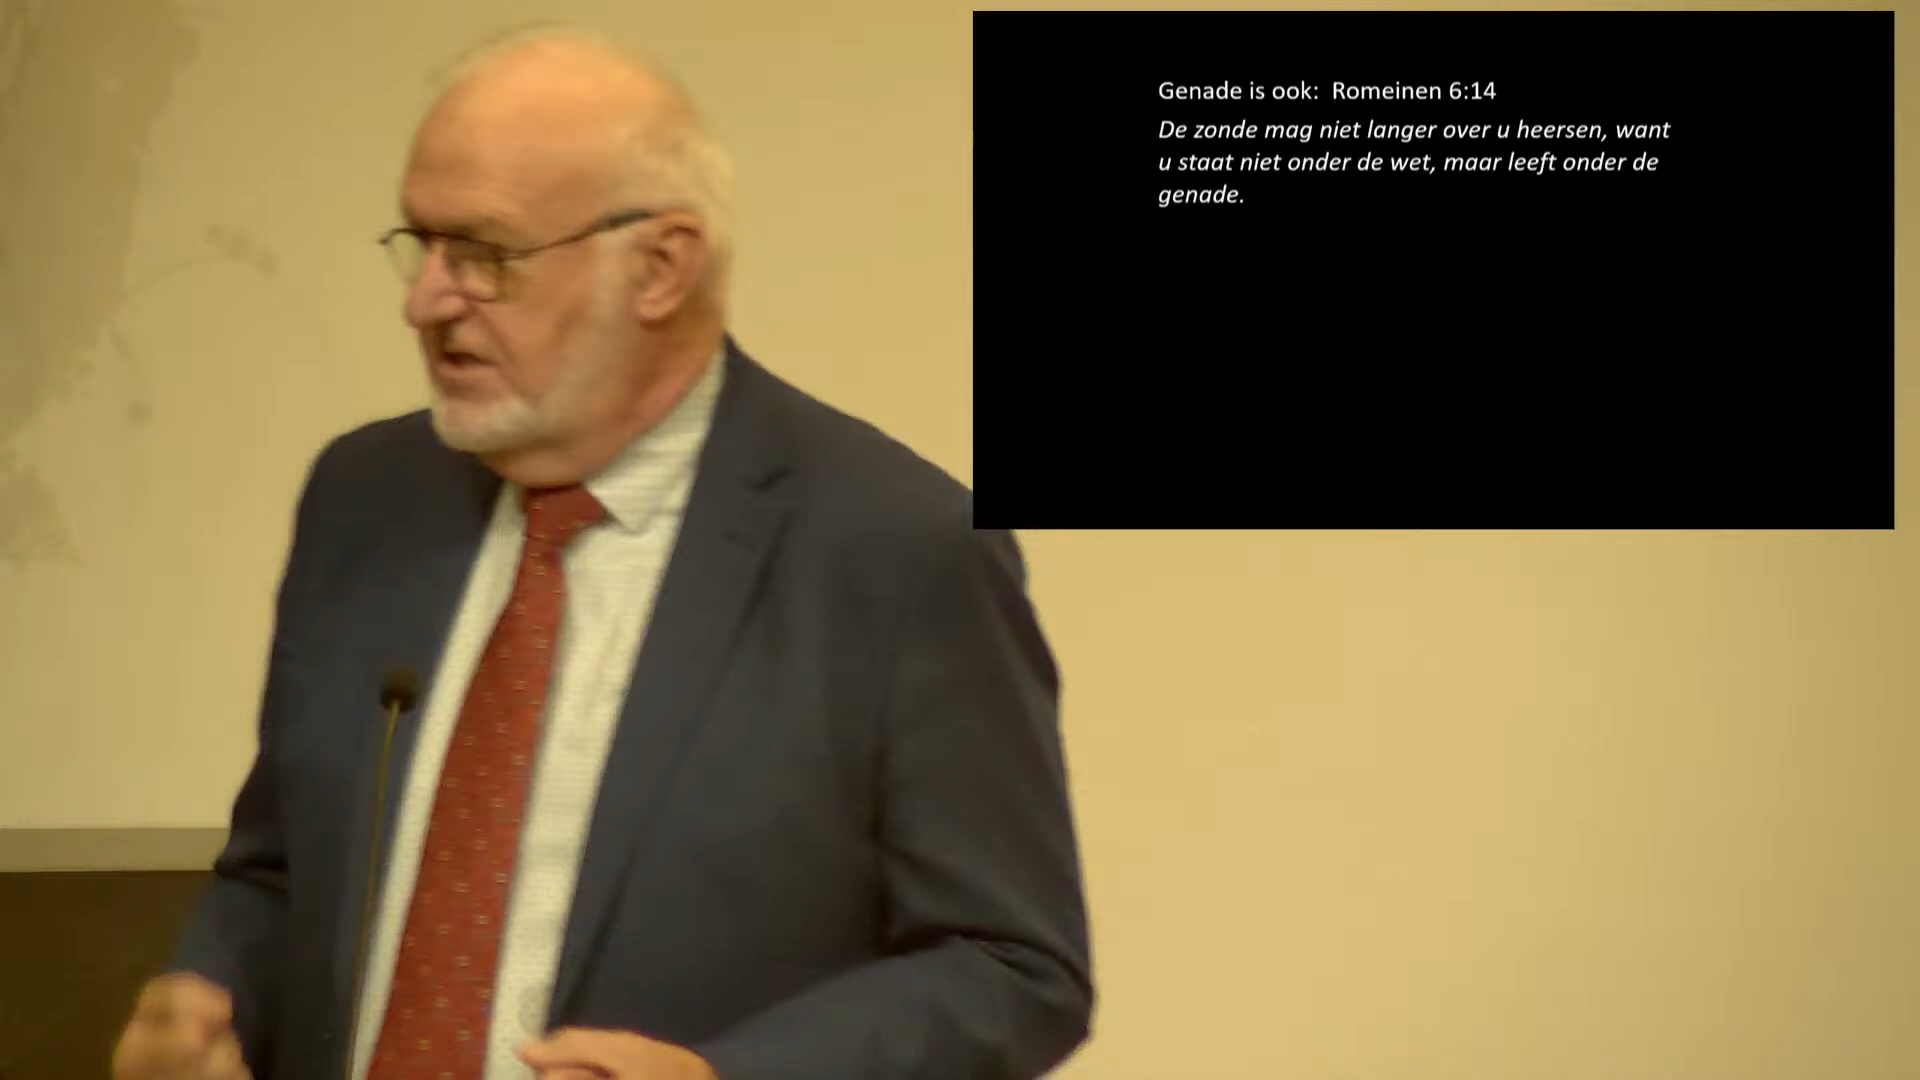 Genade is ook: Romeinen 6:14
De zonde mag niet langer over u heersen, want
u staat niet onder de wet, maar leeft onder de
genade.